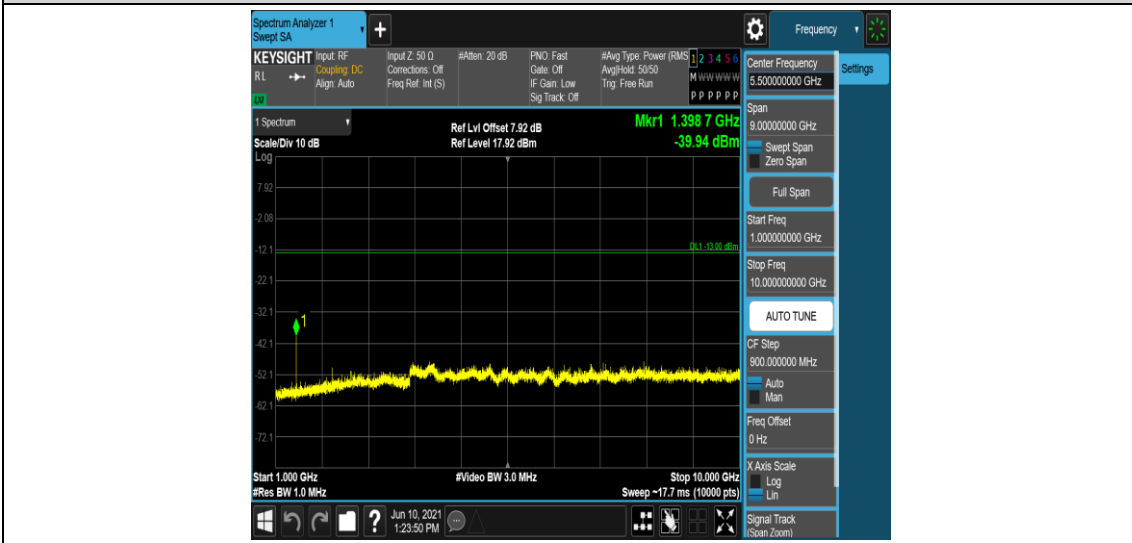 Spectrum Analyzer 1
Swept SA
+
Frequency
KEYSIGHT
RL
Input: RF
Coupling: DC
Align: Auto
Input Z: 50 Ω
Corrections: Off
Freq Ref: Int (S)
#Atten: 20 dB
PNO: Fast
Gate: Off
IF Gain: Low
Sig Track: Off
#Avg Type: Power (RMS
Avg|Hold: 50/50
Trig: Free Run
1 2 3 4 5 6
M W W W W W
P P P P P P
1 Spectrum
Scale/Div 10 dB
Log
Ref Lvl Offset 7.92 dB
Ref Level 17.92 dBm
Mkr1 1.398 7 GHz
-39.94 dBm
7.92
-2.08
-12.1
DL1 -13.00 dBm
-22.1
-32.1
1
-42.1
-52.1
-62.1
-72.1
Start 1.000 GHz
#Res BW 1.0 MHz
#Video BW 3.0 MHz
Stop 10.000 GHz
Sweep ~17.7 ms (10000 pts)
?
Jun 10, 2021
1:23:50 PM
Center Frequency
5.500000000 GHz
Settings
Span
9.00000000 GHz
Swept Span
Zero Span
Full Span
Start Freq
1.000000000 GHz
Stop Freq
10.000000000 GHz
AUTO TUNE
CF Step
900.000000 MHz
Auto
Man
Freq Offset
0 Hz
X Axis Scale
Log
Lin
Signal Track
(Span Zoom)